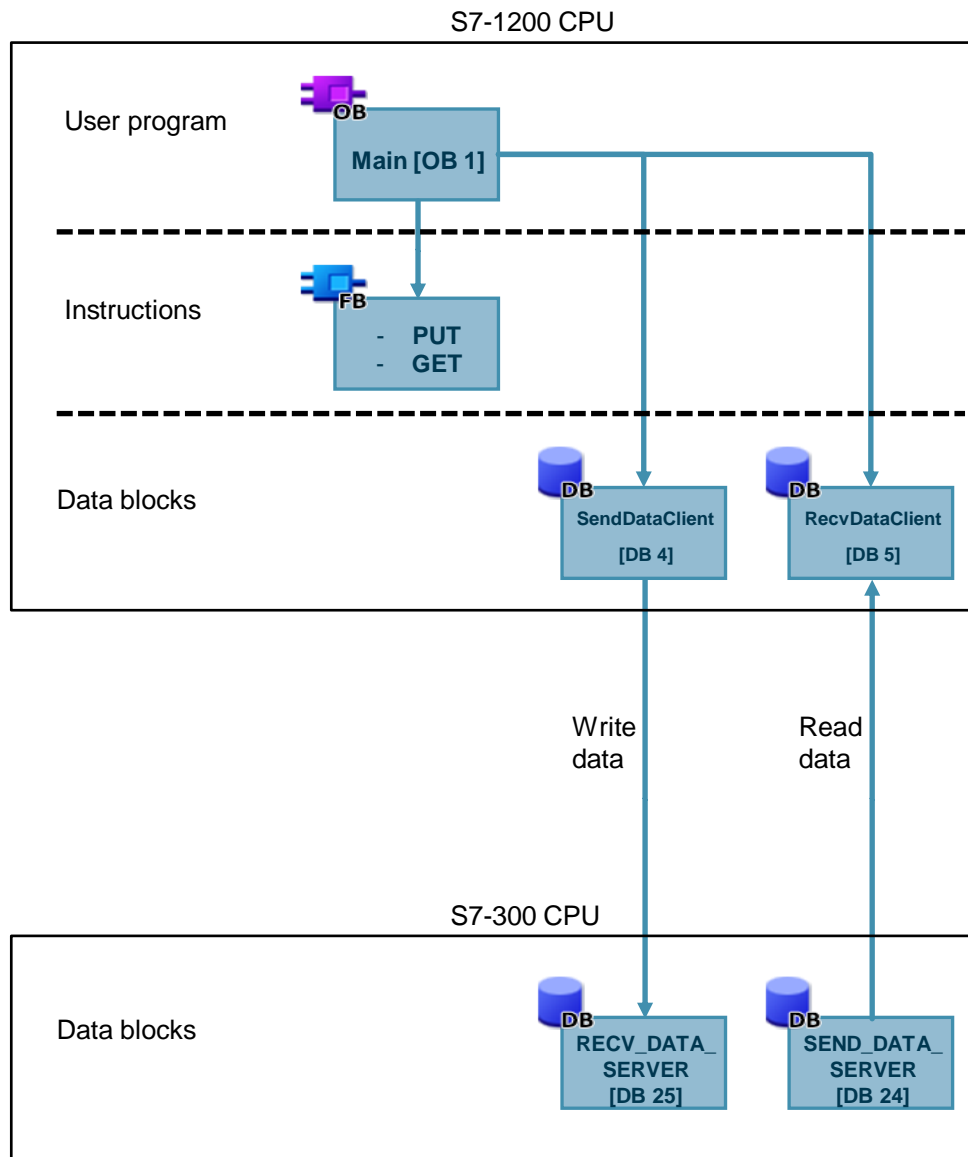 S7-1200 CPU
User program
OB
Main [OB 1]
Instructions
FB
- PUT
- GET
Data blocks
DB
SendDataClient
[DB 4]
DB
RecvDataClient
[DB 5]
Write
data
Read
data
S7-300 CPU
Data blocks
DB
RECV_DATA_
SERVER
[DB 25]
DB
SEND_DATA_
SERVER
[DB 24]